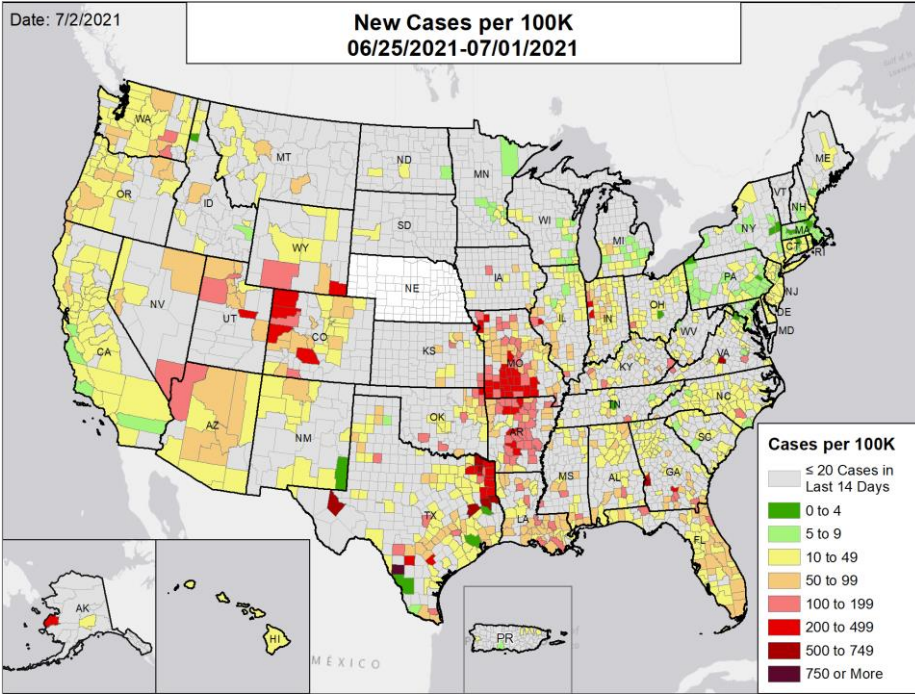 Date: 7/2/2021
New Cases per 100K
06/25/2021-07/01/2021
WA
MT
ND
MN
ME
OR
ID
SD
WI
MI
VT
NH
NY
MA
CT
RI
WY
IA
NE
PA
NJ
NV
UT
CO
IL
IN
OH
DE
MD
WV
CA
KS
MO
KY
VA
AZ
NM
OK
AR
TN
NC
SC
TX
LA
MS
AL
GA
FL
AK
HI
PR
MÉXICO
Cases per 100K
≤ 20 Cases in
Last 14 Days
0 to 4
5 to 9
10 to 49
50 to 99
100 to 199
200 to 499
500 to 749
750 or More